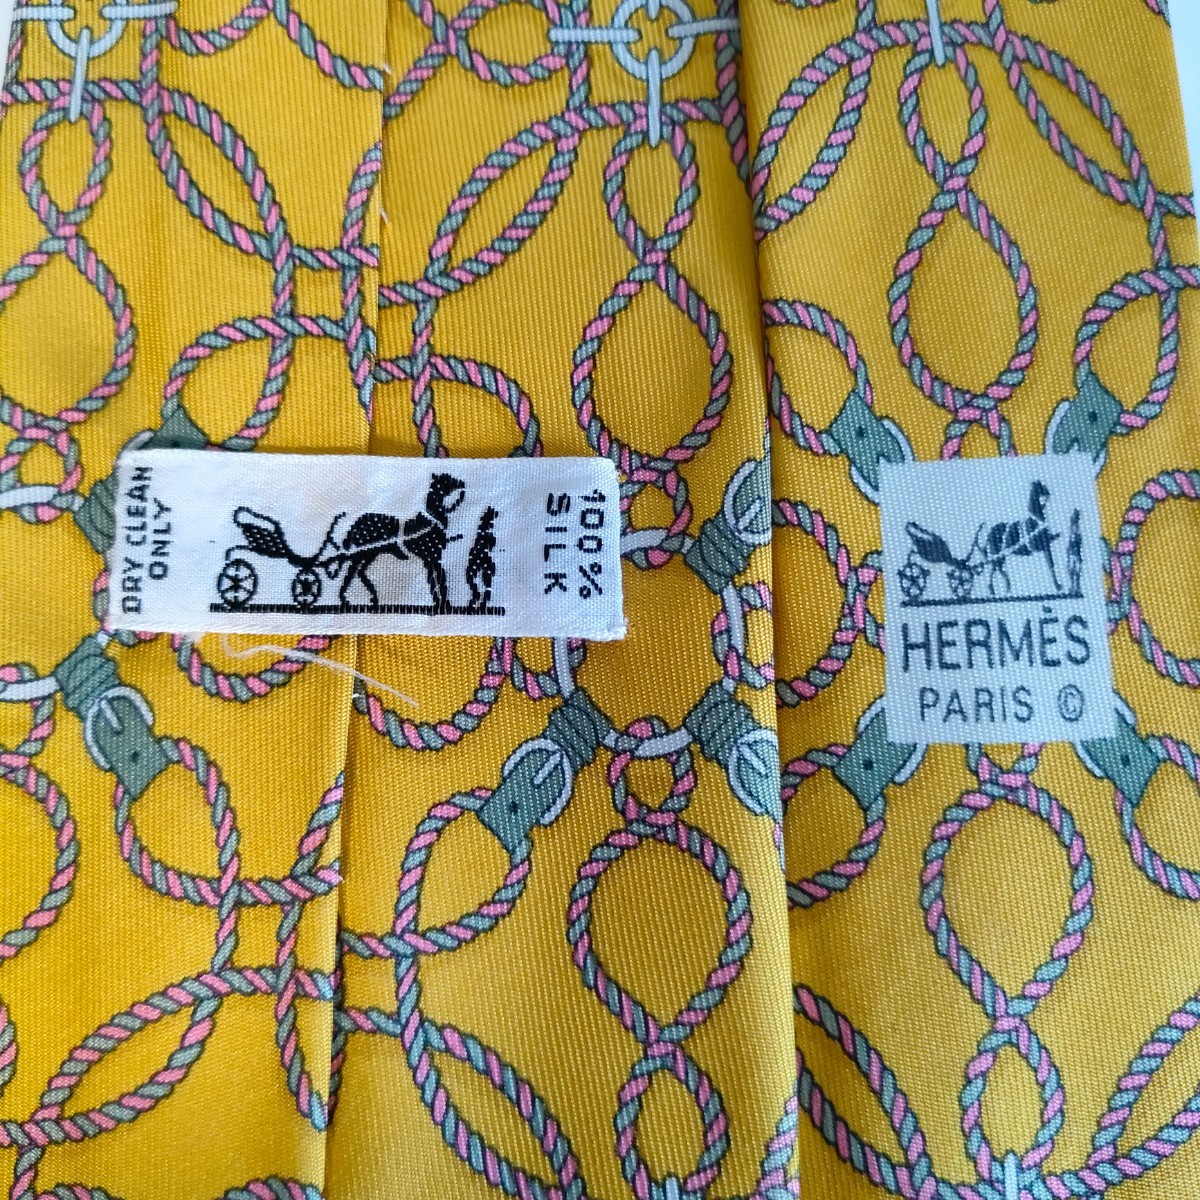 DRY CLEAN
ONLY
100%
SILK
HERMÈS
PARIS ©